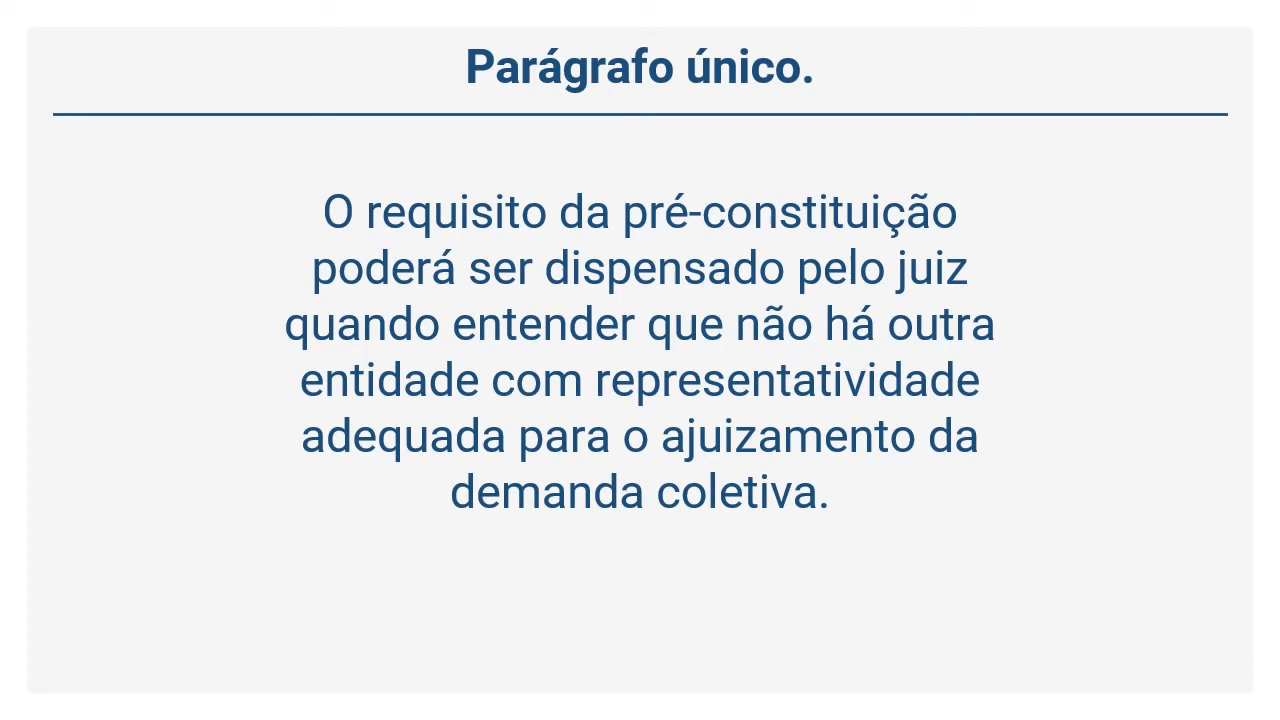 Parágrafo único.
O requisito da pré-constituição
poderá ser dispensado pelo juiz
quando entender que não há outra
entidade com representatividade
adequada para o ajuizamento da
demanda coletiva.